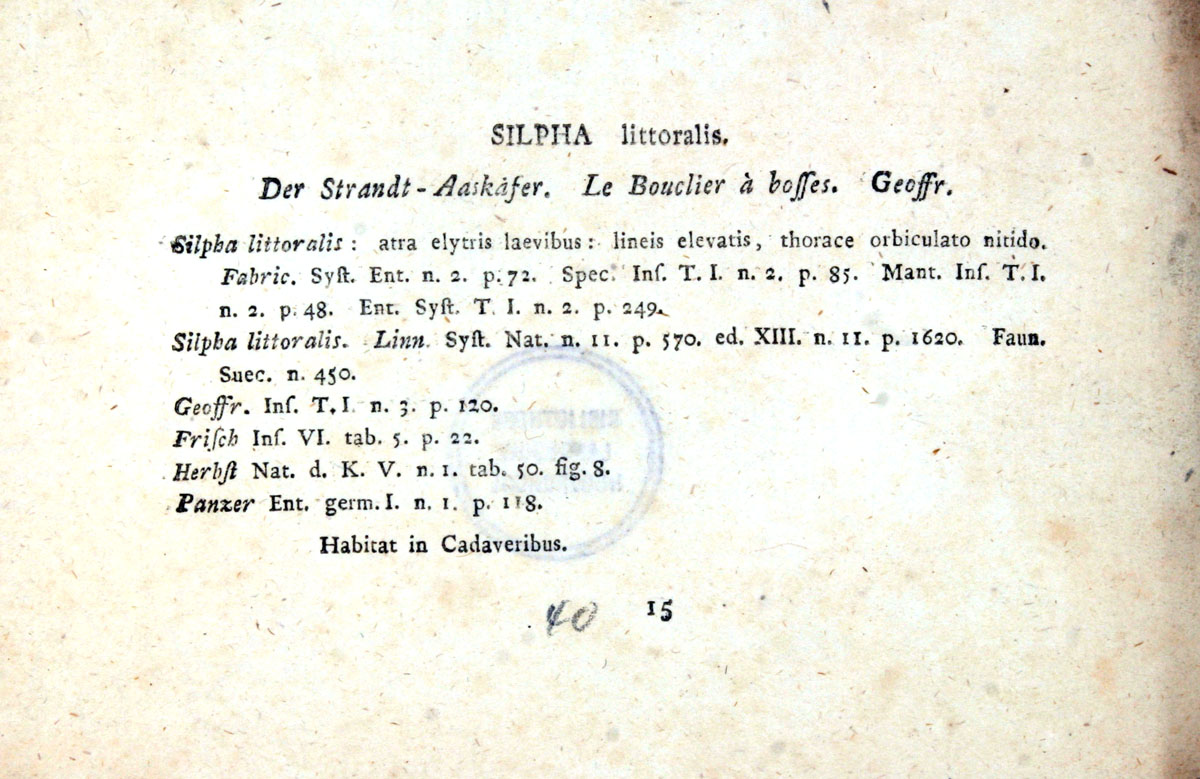 SILPHA littoralis.
Der Strandt-Aaskäfer. Le Bouclier à boſſes. Geoffr.
Silpha littoralis: atra elytris laevibus: lineis elevatis, thorace orbiculato nitido.
Fabric. Syſt. Ent. n. 2. p. 72. Spec. Inſ. T. I. n. 2. p. 85. Mant. Inſ. T. I.
n. 2. p. 48. Ent. Syſt. T. I. n. 2. p. 249.
Silpha littoralis. Linn. Syſt. Nat. n. 11. p. 570. ed. XIII. n. 11. p. 1620. Faun.
Suec. n. 450.
Geoffr. Inſ. T. I. n. 3. p. 120.
Friſch Inſ. VI. tab. 5. p. 22.
Herbſt Nat. d. K. V. n. 1. tab. 50. fig. 8.
Panzer Ent. germ. I. n. 1. p. 118.
Habitat in Cadaveribus.
40 15